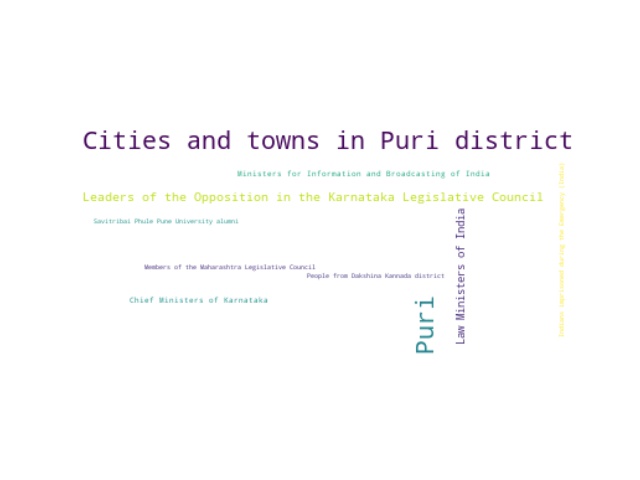 Cities and towns in Puri district
Ministers for Information and Broadcasting of India
Leaders of the Opposition in the Karnataka Legislative Council
Savitribai Phule Pune University alumni
Members of the Maharashtra Legislative Council
People from Dakshina Kannada district
Chief Ministers of Karnataka
Puri
Law Ministers of India
Indians imprisoned during the Emergency (India)